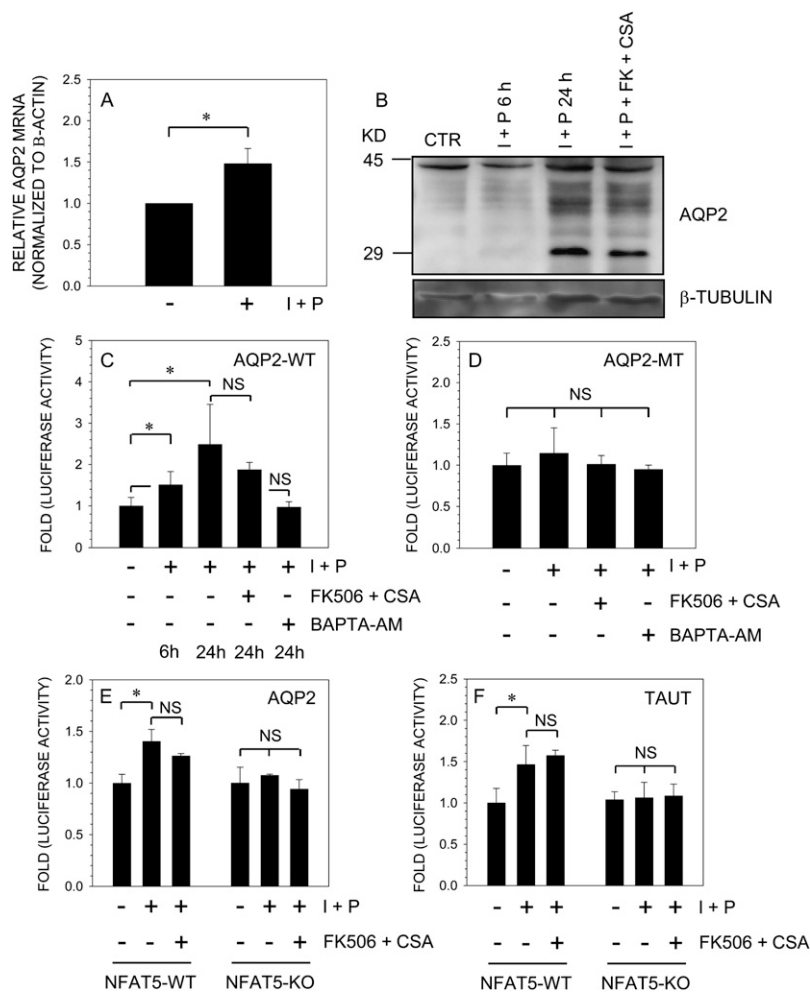 A
RELATIVE AQP2 MRNA
(NORMALIZED TO B-ACTIN)
2.5
2.0
1.5
1.0
0.5
0.0
*
- + I + P
B
KD
CTR
I + P 6 h
I + P 24 h
I + P + FK + CSA
45
29
AQP2
β-TUBULIN
C
AQP2-WT
FOLD (LUCIFERASE ACTIVITY)
5
4
3
2
1
0
*
*
NS
NS
- + + + + I + P
- - - + - FK506 + CSA
- - - - + BAPTA-AM
6h 24h 24h 24h
D
AQP2-MT
FOLD (LUCIFERASE ACTIVITY)
2.5
2.0
1.5
1.0
0.5
0.0
NS
- + + + I + P
- - + - FK506 + CSA
- - - + BAPTA-AM
E
AQP2
FOLD (LUCIFERASE ACTIVITY)
2.0
1.5
1.0
0.5
0.0
*
NS
NS
- + + - + + I + P
- - + - - + FK506 + CSA
NFAT5-WT NFAT5-KO
F
TAUT
FOLD (LUCIFERASE ACTIVITY)
2.5
2.0
1.5
1.0
0.5
0.0
*
NS
NS
- + + - + + I + P
- - + - - + FK506 + CSA
NFAT5-WT NFAT5-KO